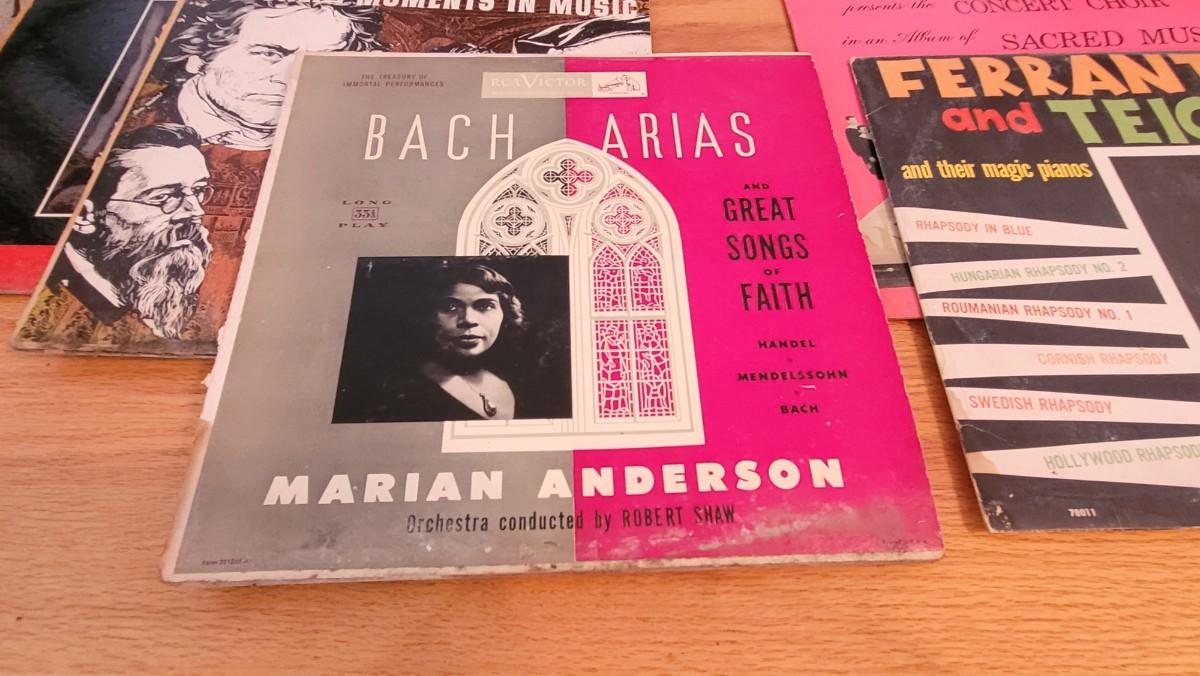 MOMENTS IN MUSIC
presents the CONCERT CHOIR
in an Album of SACRED MUS
THE TREASURY OF
IMMORTAL PERFORMANCES
RCA VICTOR
BACH ARIAS
LONG
33⅓
PLAY
AND
GREAT
SONGS
OF
FAITH
HANDEL
MENDELSSOHN
BACH
MARIAN ANDERSON
Orchestra conducted by ROBERT SHAW
FERRANT
and TEIC
and their magic pianos
RHAPSODY IN BLUE
HUNGARIAN RHAPSODY NO. 2
ROUMANIAN RHAPSODY NO. 1
CORNISH RHAPSODY
SWEDISH RHAPSODY
HOLLYWOOD RHAPSOD
70011